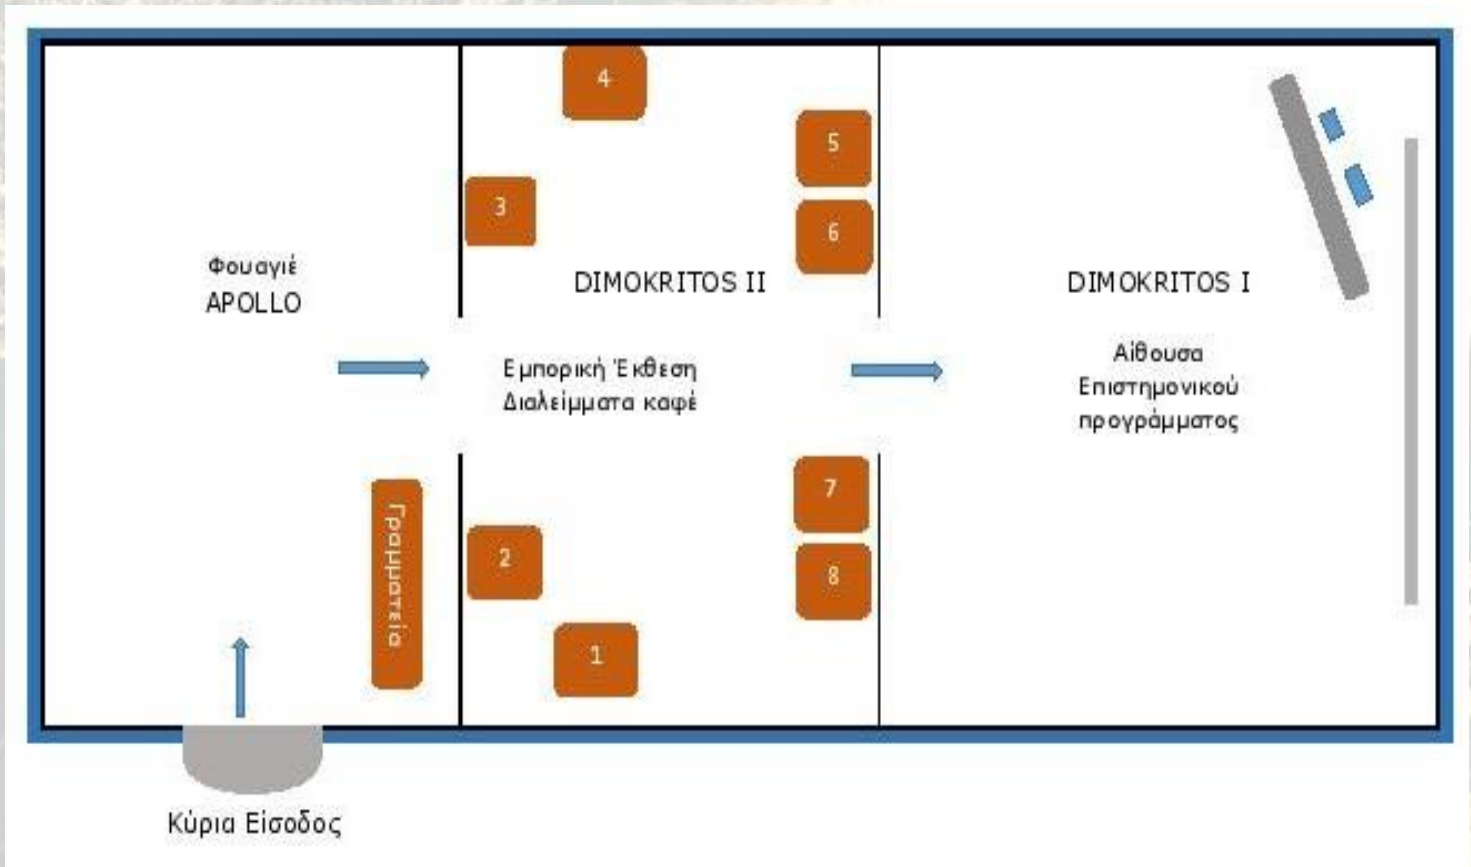 4
5
3
6
Φουαγιέ
APOLLO
DIMOKRITOS II
DIMOKRITOS I
Εμπορική Έκθεση
Διαλείμματα καφέ
Αίθουσα
Επιστημονικού
προγράμματος
Γραμματεία
7
2
8
1
Κύρια Είσοδος